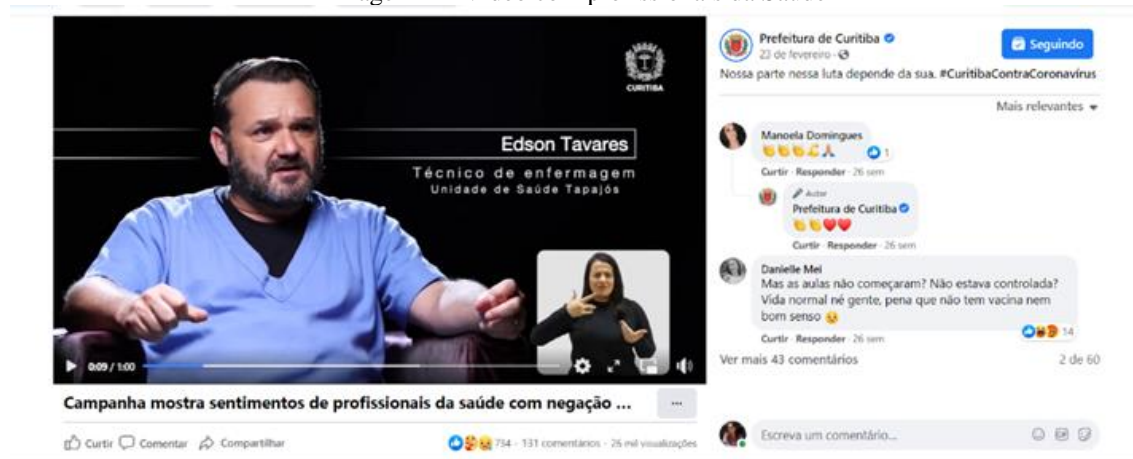 CURITIBA
Edson Tavares
Técnico de enfermagem
Unidade de Saúde Tapajós
0:09 / 1:00
Campanha mostra sentimentos de profissionais da saúde com negação ...
Curtir Comentar Compartilhar
734 · 131 comentários · 26 mil visualizações
Prefeitura de Curitiba
Seguindo
23 de fevereiro ·
Nossa parte nessa luta depende da sua. #CuritibaContraCoronavírus
Mais relevantes
Manoela Domingues
👏👏👏💪🙏
1
Curtir · Responder · 26 sem
Autor
Prefeitura de Curitiba
👏👏❤️❤️
Curtir · Responder · 26 sem
Danielle Mei
Mas as aulas não começaram? Não estava controlada?
Vida normal né gente, pena que não tem vacina nem
bom senso 😔
14
Curtir · Responder · 26 sem
Ver mais 43 comentários
2 de 60
Escreva um comentário...